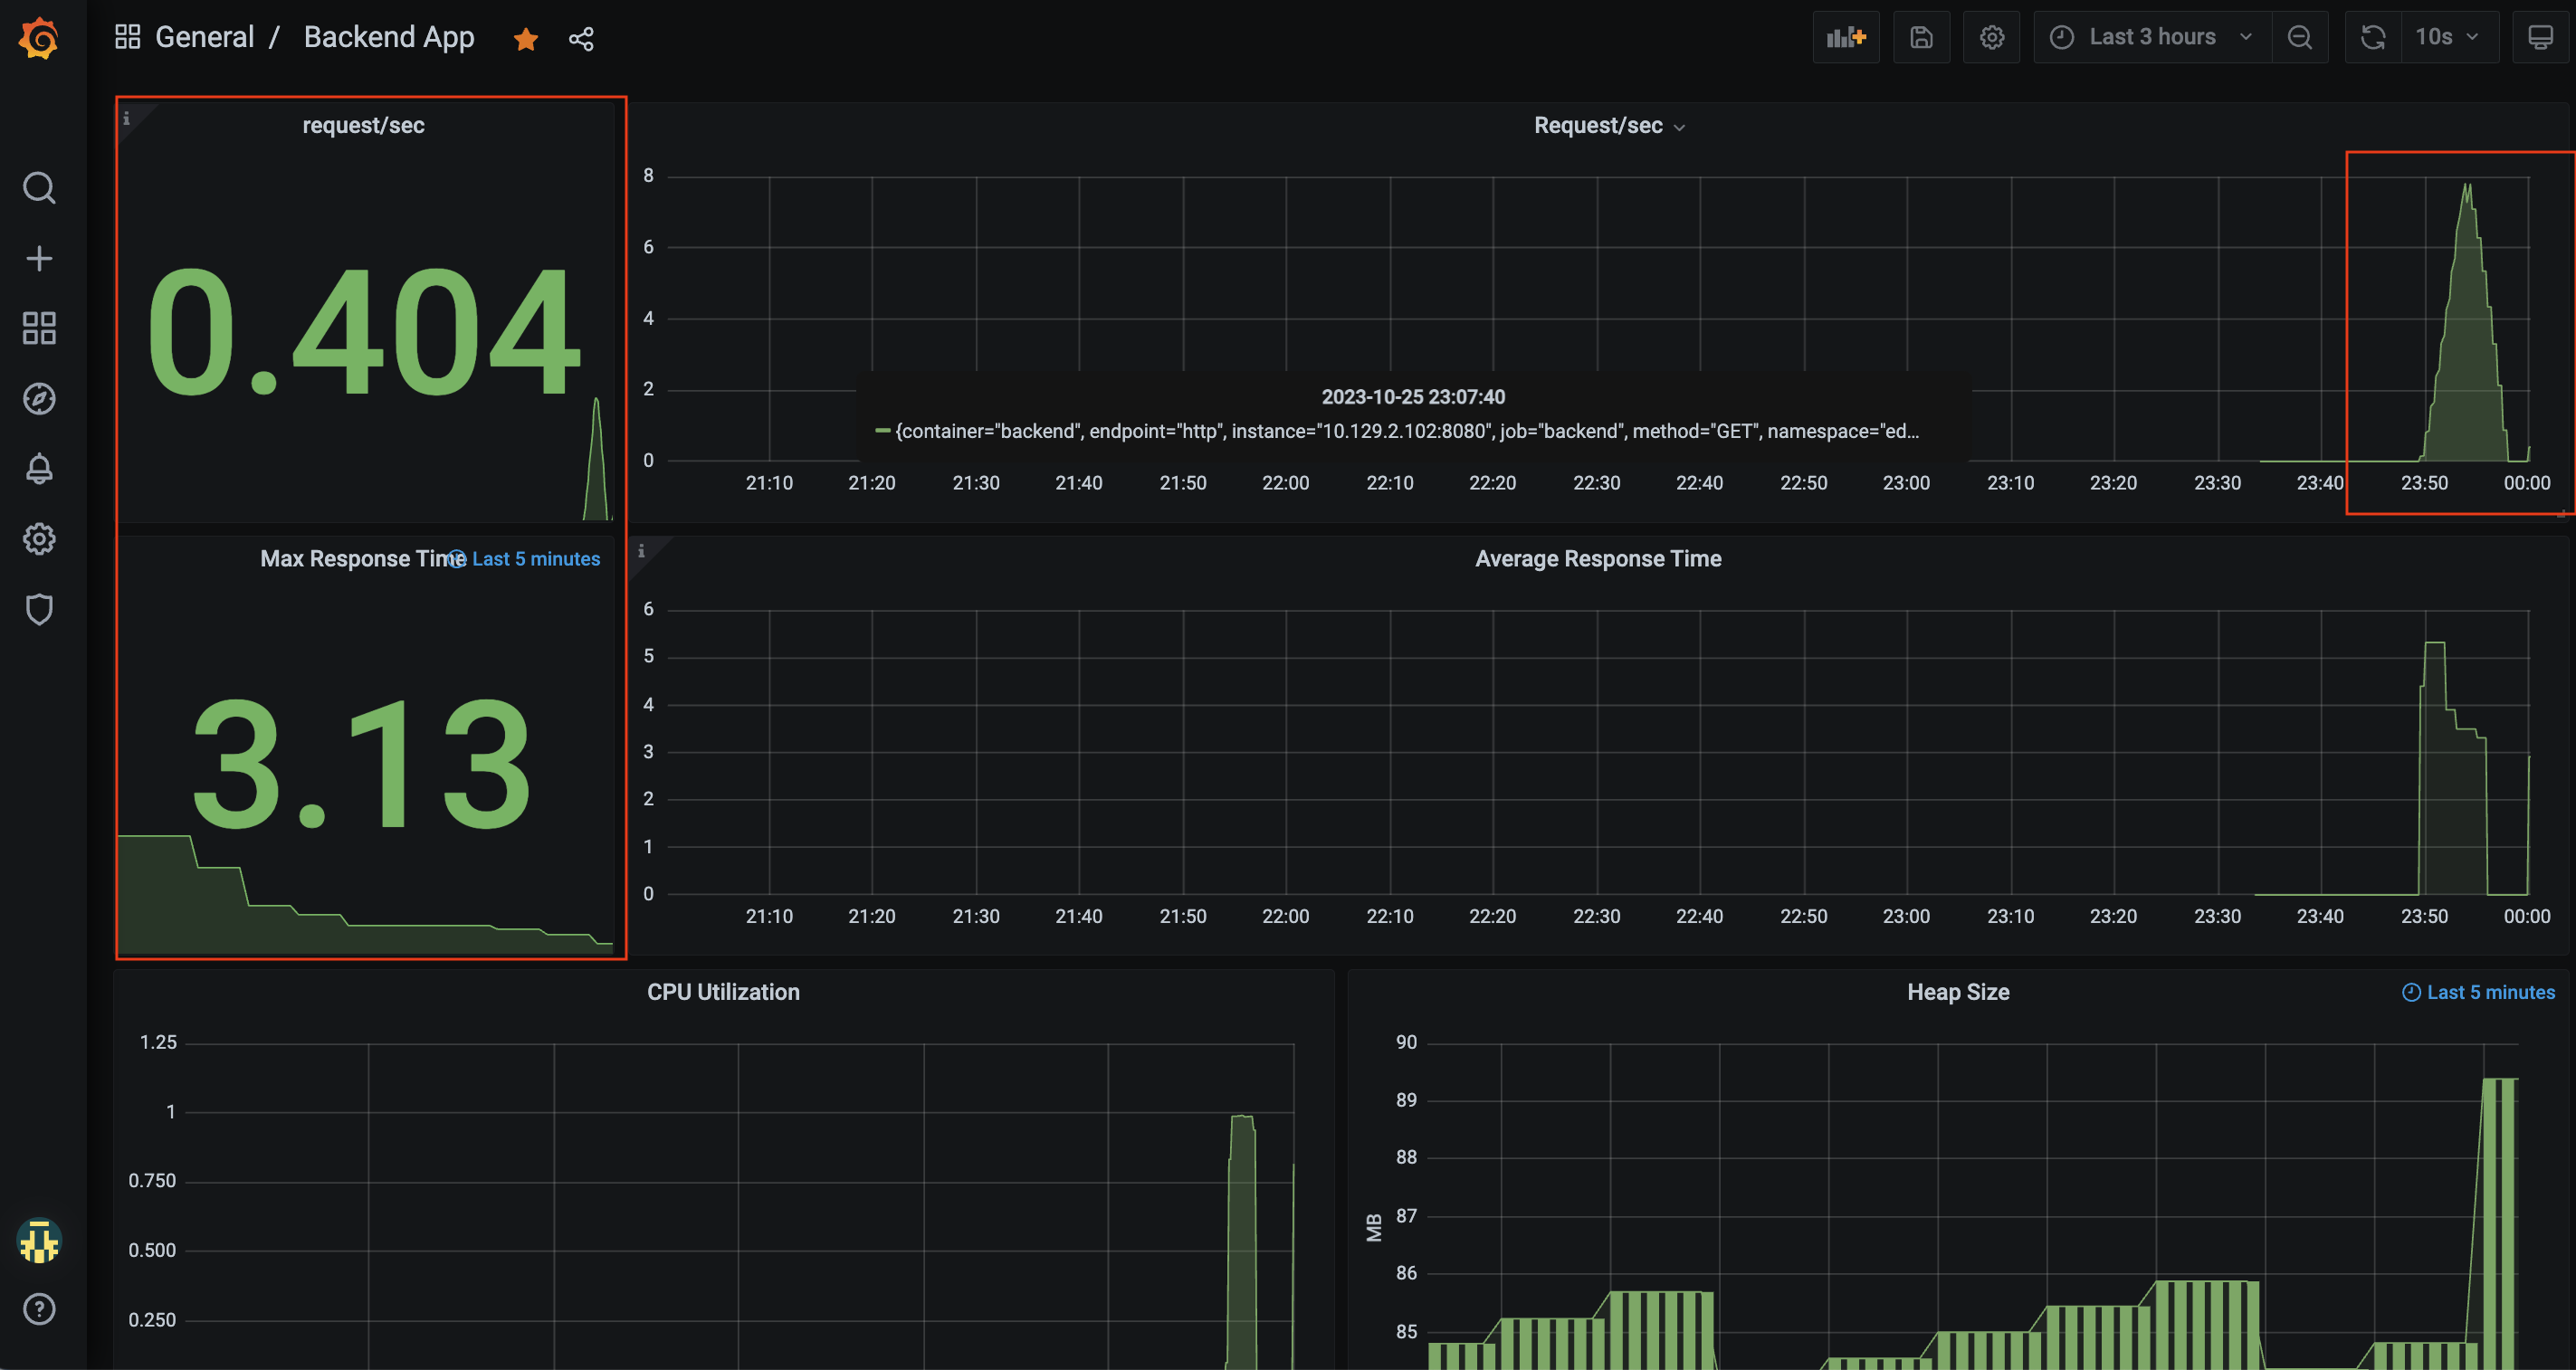 General / Backend App
Last 3 hours
10s
request/sec
0.404
Request/sec
8
6
4
2
0
2023-10-25 23:07:40
{container="backend", endpoint="http", instance="10.129.2.102:8080", job="backend", method="GET", namespace="ed...
21:10 21:20 21:30 21:40 21:50 22:00 22:10 22:20 22:30 22:40 22:50 23:00 23:10 23:20 23:30 23:40 23:50 00:00
Max Response Time Last 5 minutes
3.13
Average Response Time
6
5
4
3
2
1
0
21:10 21:20 21:30 21:40 21:50 22:00 22:10 22:20 22:30 22:40 22:50 23:00 23:10 23:20 23:30 23:40 23:50 00:00
CPU Utilization
1.25
1
0.750
0.500
0.250
Heap Size
Last 5 minutes
MB
90
89
88
87
86
85